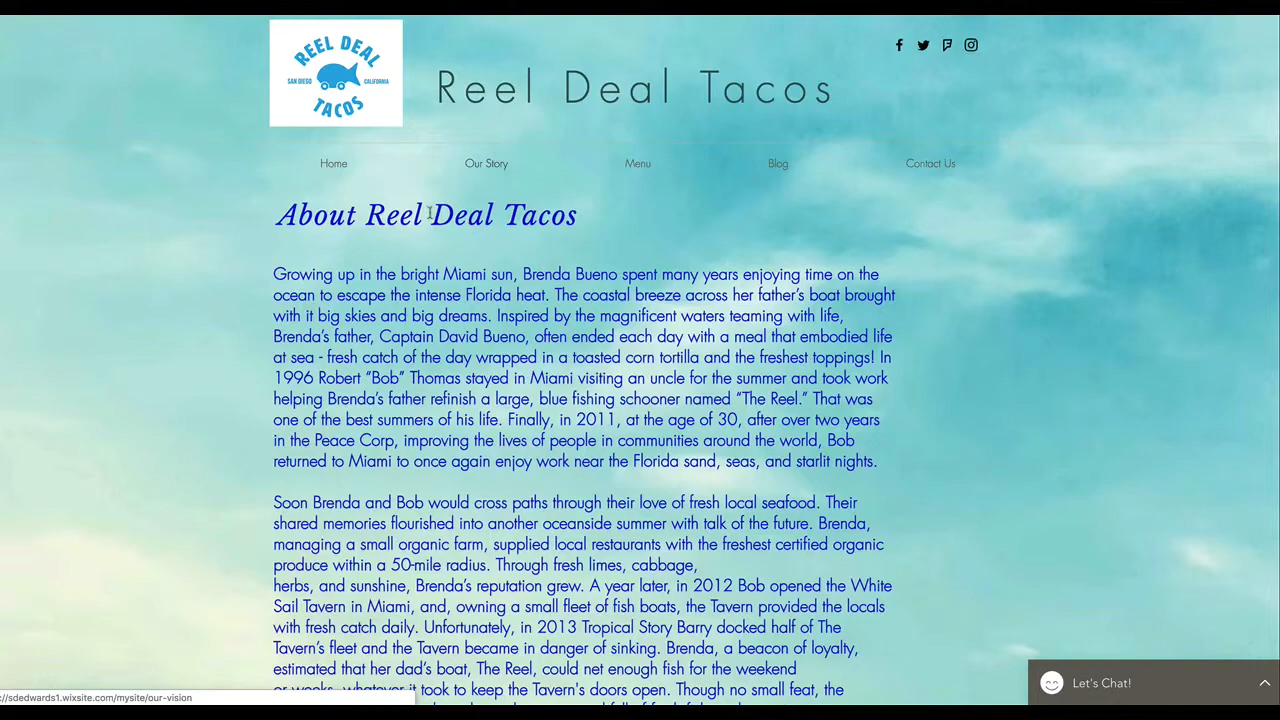 REEL DEAL
SAN DIEGO
CALIFORNIA
TACOS
Reel Deal Tacos
Home
Our Story
Menu
Blog
Contact Us
About Reel Deal Tacos
Growing up in the bright Miami sun, Brenda Bueno spent many years enjoying time on the
ocean to escape the intense Florida heat. The coastal breeze across her father’s boat brought
with it big skies and big dreams. Inspired by the magnificent waters teaming with life,
Brenda’s father, Captain David Bueno, often ended each day with a meal that embodied life
at sea - fresh catch of the day wrapped in a toasted corn tortilla and the freshest toppings! In
1996 Robert “Bob” Thomas stayed in Miami visiting an uncle for the summer and took work
helping Brenda’s father refinish a large, blue fishing schooner named “The Reel.” That was
one of the best summers of his life. Finally, in 2011, at the age of 30, after over two years
in the Peace Corp, improving the lives of people in communities around the world, Bob
returned to Miami to once again enjoy work near the Florida sand, seas, and starlit nights.
Soon Brenda and Bob would cross paths through their love of fresh local seafood. Their
shared memories flourished into another oceanside summer with talk of the future. Brenda,
managing a small organic farm, supplied local restaurants with the freshest certified organic
produce within a 50-mile radius. Through fresh limes, cabbage,
herbs, and sunshine, Brenda’s reputation grew. A year later, in 2012 Bob opened the White
Sail Tavern in Miami, and, owning a small fleet of fish boats, the Tavern provided the locals
with fresh catch daily. Unfortunately, in 2013 Tropical Story Barry docked half of The
Tavern’s fleet and the Tavern became in danger of sinking. Brenda, a beacon of loyalty,
estimated that her dad’s boat, The Reel, could net enough fish for the weekend
or weeks, whatever it took to keep the Tavern's doors open. Though no small feat, the
Let's Chat!
://sdedwards1.wixsite.com/mysite/our-vision